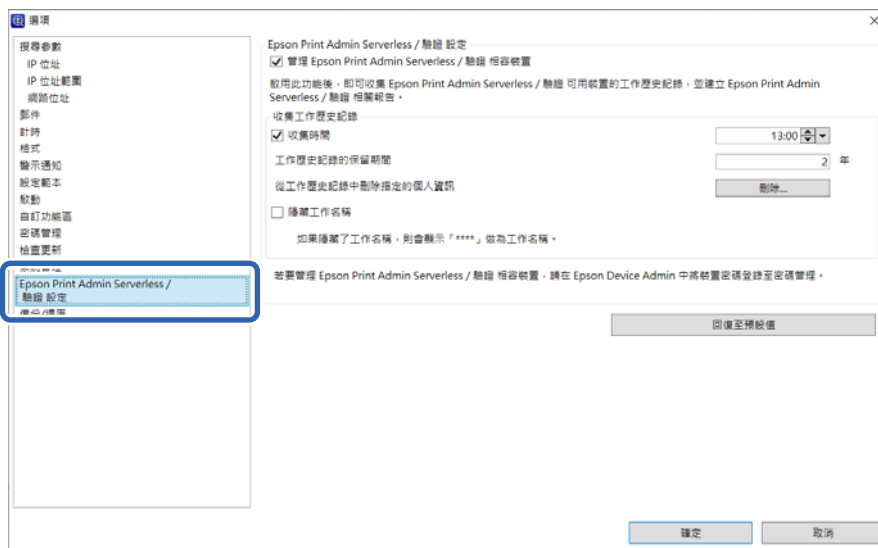 選項
搜尋參數
IP 位址
IP 位址範圍
網路位址
郵件
計時
格式
警示通知
設定範本
啟動
自訂功能區
密碼管理
檢查更新
Epson Print Admin Serverless /
驗證 設定
備份/還原
Epson Print Admin Serverless / 驗證 設定
管理 Epson Print Admin Serverless / 驗證 相容裝置
啟用此功能後，即可收集 Epson Print Admin Serverless / 驗證 可用裝置的工作歷史記錄，並建立 Epson Print Admin
Serverless / 驗證 相關報告。
收集工作歷史記錄
收集時間
13:00
工作歷史記錄的保留期間
2 年
從工作歷史記錄中刪除指定的個人資訊
刪除...
隱藏工作名稱
如果隱藏了工作名稱，則會顯示「****」做為工作名稱。
若要管理 Epson Print Admin Serverless / 驗證 相容裝置，請在 Epson Device Admin 中將裝置密碼登錄至密碼管理。
回復至預設值
確定
取消